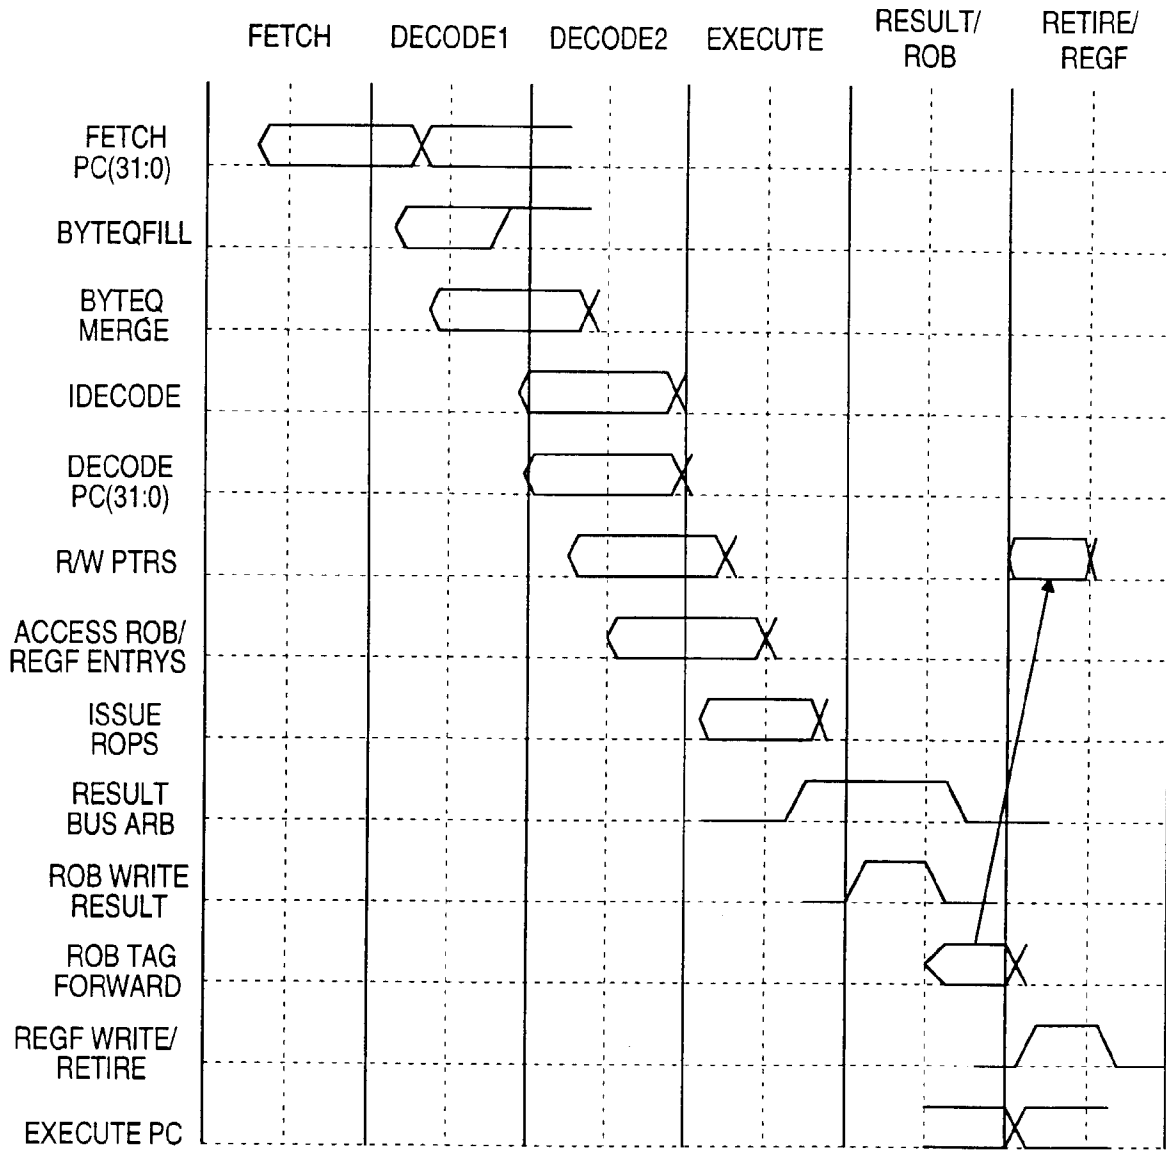 FETCH
DECODE1
DECODE2
EXECUTE
RESULT/
ROB
RETIRE/
REGF
FETCH
PC(31:0)
BYTEQFILL
BYTEQ
MERGE
IDECODE
DECODE
PC(31:0)
R/W PTRS
ACCESS ROB/
REGF ENTRYS
ISSUE
ROPS
RESULT
BUS ARB
ROB WRITE
RESULT
ROB TAG
FORWARD
REGF WRITE/
RETIRE
EXECUTE PC